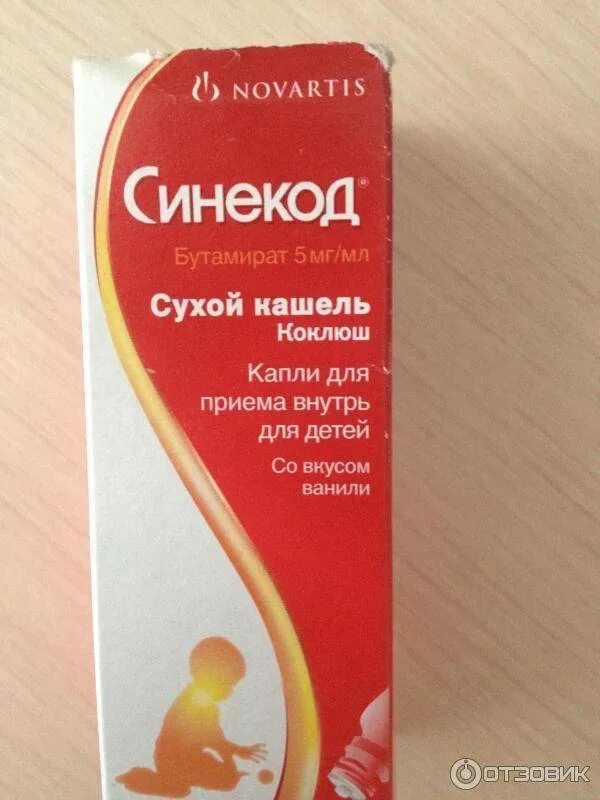 NOVARTIS
Синекод®
Бутамират 5 мг/мл
Сухой кашель
Коклюш
Капли для
приема внутрь
для детей
Со вкусом
ванили
ОТЗОВИК